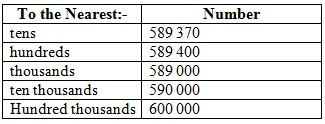 To the Nearest:- Number
tens 589 370
hundreds 589 400
thousands 589 000
ten thousands 590 000
Hundred thousands 600 000